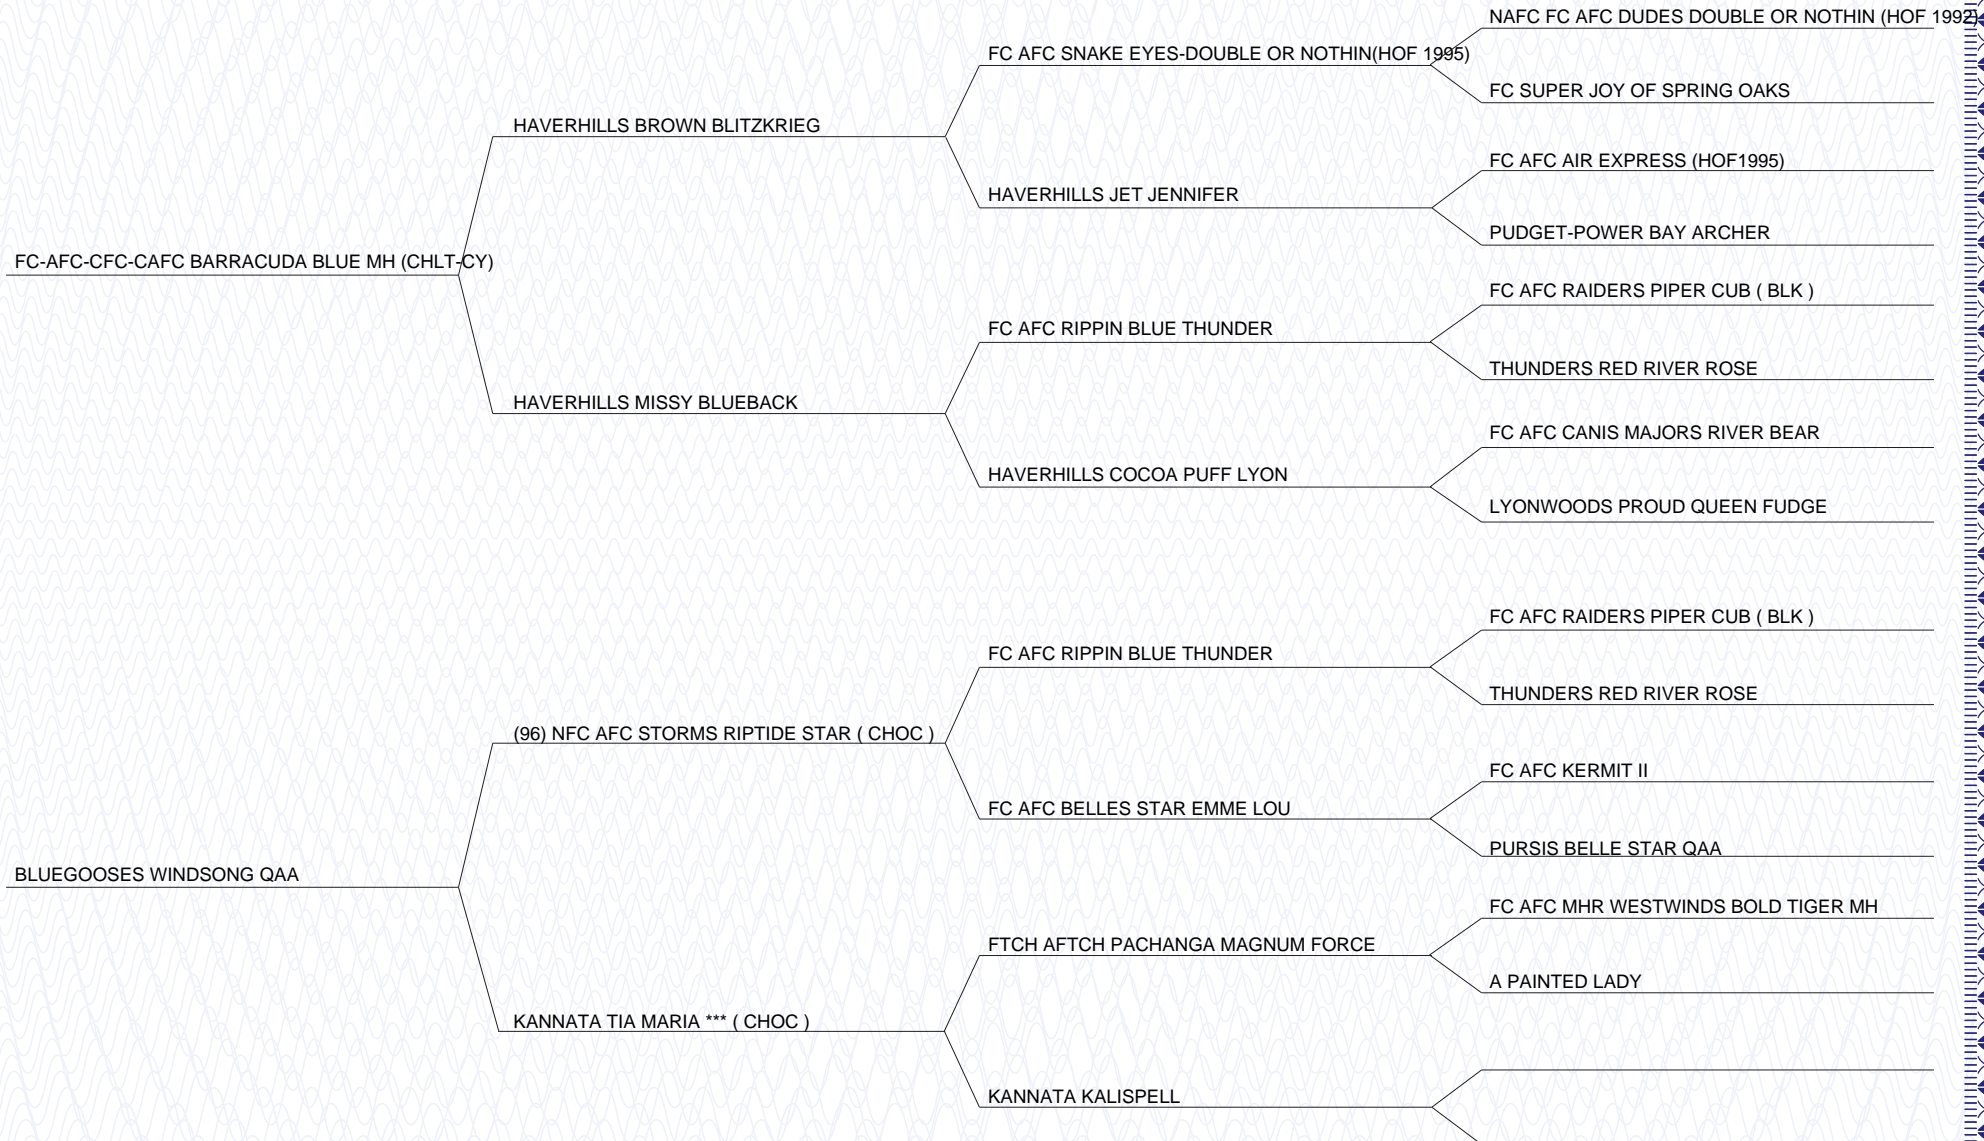 NAFC FC AFC DUDES DOUBLE OR NOTHIN (HOF 1992)
FC AFC SNAKE EYES-DOUBLE OR NOTHIN(HOF 1995)
FC SUPER JOY OF SPRING OAKS
HAVERHILLS BROWN BLITZKRIEG
FC AFC AIR EXPRESS (HOF1995)
HAVERHILLS JET JENNIFER
PUDGET-POWER BAY ARCHER
FC-AFC-CFC-CAFC BARRACUDA BLUE MH (CHLT-CY)
FC AFC RAIDERS PIPER CUB ( BLK )
FC AFC RIPPIN BLUE THUNDER
THUNDERS RED RIVER ROSE
HAVERHILLS MISSY BLUEBACK
FC AFC CANIS MAJORS RIVER BEAR
HAVERHILLS COCOA PUFF LYON
LYONWOODS PROUD QUEEN FUDGE
FC AFC RAIDERS PIPER CUB ( BLK )
FC AFC RIPPIN BLUE THUNDER
THUNDERS RED RIVER ROSE
(96) NFC AFC STORMS RIPTIDE STAR ( CHOC )
FC AFC KERMIT II
FC AFC BELLES STAR EMME LOU
PURSIS BELLE STAR QAA
BLUEGOOSES WINDSONG QAA
FC AFC MHR WESTWINDS BOLD TIGER MH
FTCH AFTCH PACHANGA MAGNUM FORCE
A PAINTED LADY
KANNATA TIA MARIA *** ( CHOC )
KANNATA KALISPELL